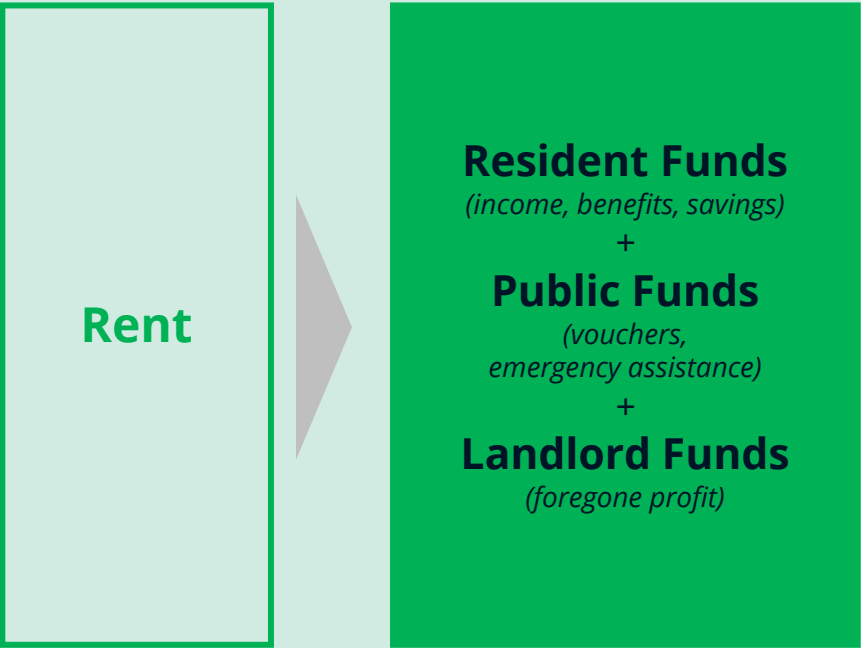 Rent
Resident Funds
(income, benefits, savings)
+
Public Funds
(vouchers,
emergency assistance)
+
Landlord Funds
(foregone profit)